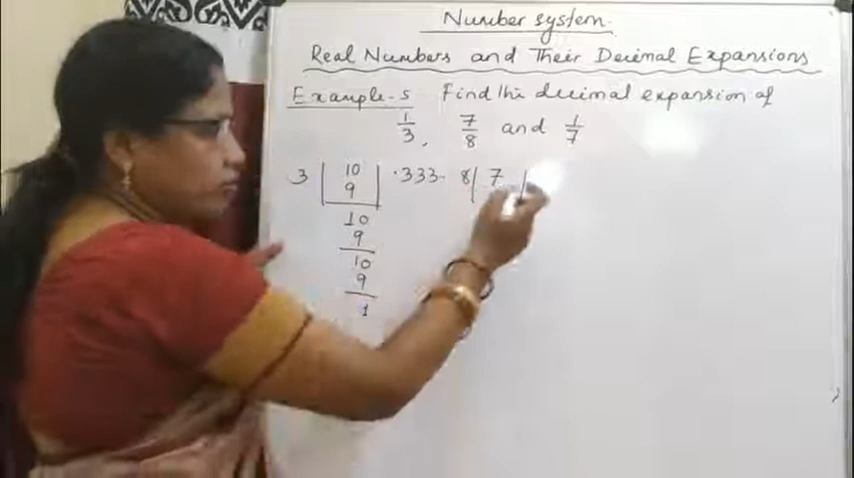 Number system.
Real Numbers and Their Decimal Expansions
Example-5 Find the decimal expansion of
1/3, 7/8 and 1/7
3 | 10 | .333. 8 | 7 |
9
10
9
10
9
1